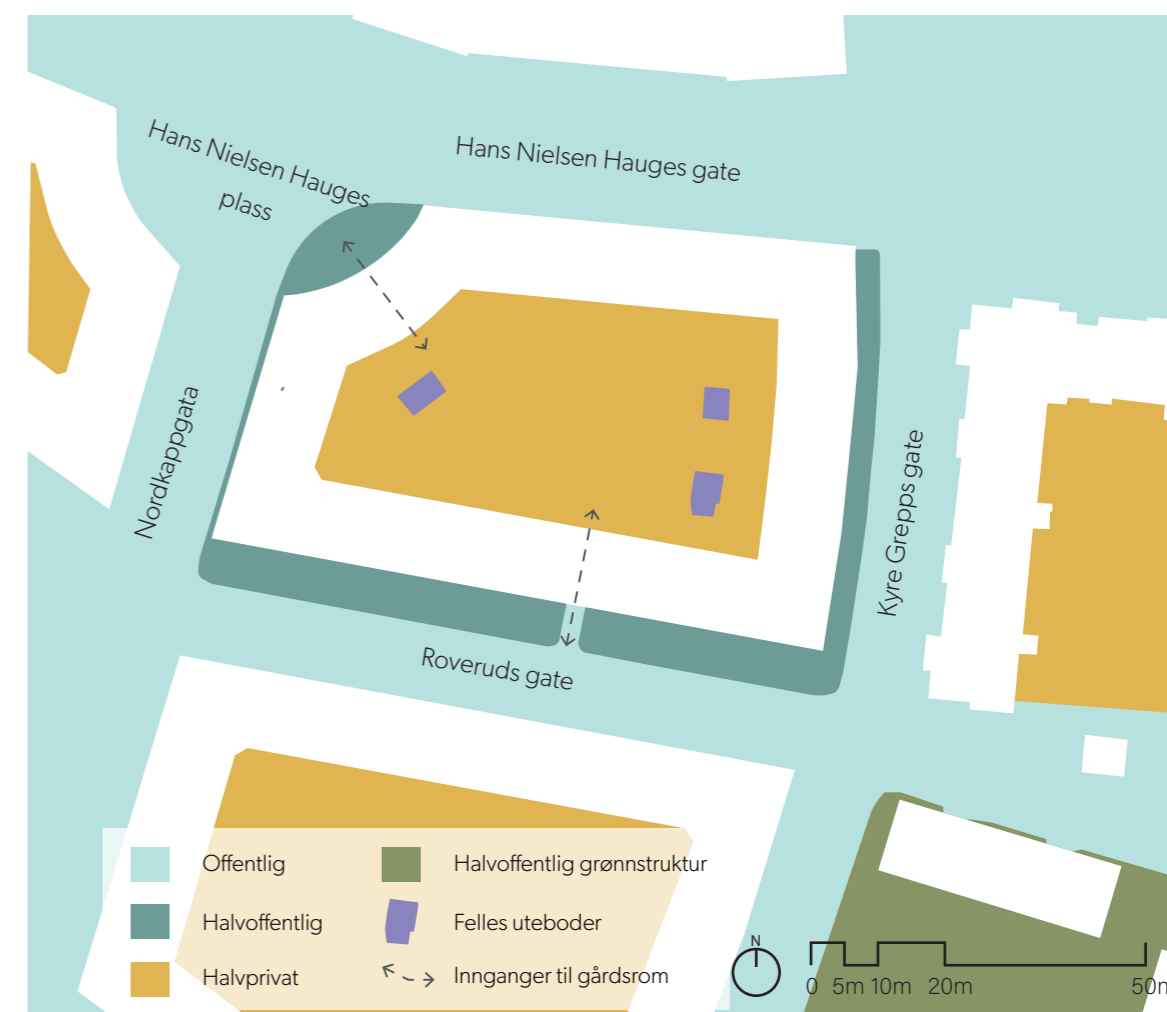 Hans Nielsen Hauges
plass
Hans Nielsen Hauges gate
Nordkappgata
Kyre Grepps gate
Roveruds gate
Offentlig
Halvoffentlig
Halvprivat
Halvoffentlig grønnstruktur
Felles uteboder
Innganger til gårdsrom
N
0 5m 10m 20m 50m